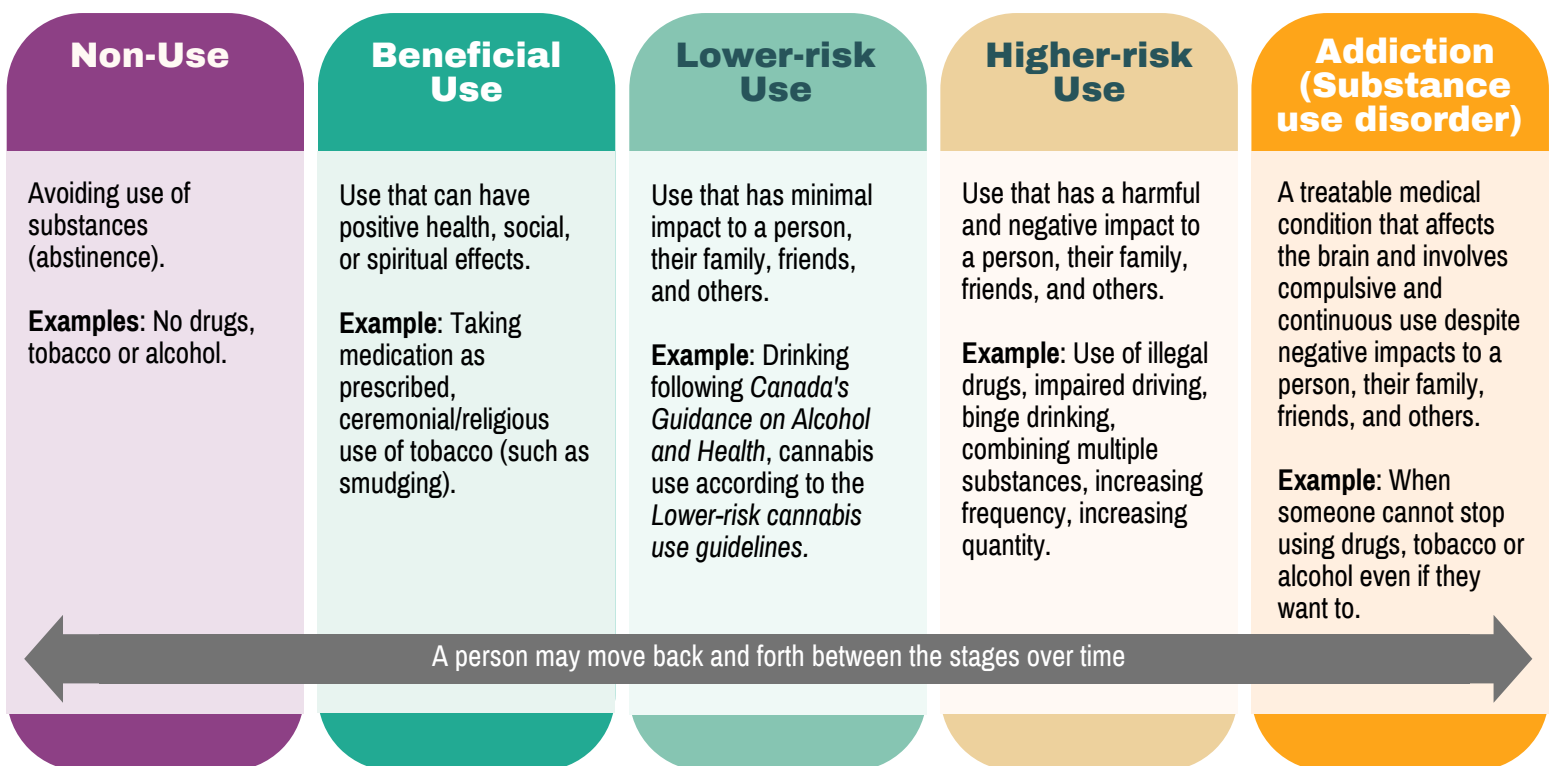 Non-Use
Avoiding use of
substances
(abstinence).
Examples: No drugs,
tobacco or alcohol.
Beneficial
Use
Use that can have
positive health, social,
or spiritual effects.
Example: Taking
medication as
prescribed,
ceremonial/religious
use of tobacco (such as
smudging).
Lower-risk
Use
Use that has minimal
impact to a person,
their family, friends,
and others.
Example: Drinking
following Canada's
Guidance on Alcohol
and Health, cannabis
use according to the
Lower-risk cannabis
use guidelines.
Higher-risk
Use
Use that has a harmful
and negative impact to
a person, their family,
friends, and others.
Example: Use of illegal
drugs, impaired driving,
binge drinking,
combining multiple
substances, increasing
frequency, increasing
quantity.
Addiction
(Substance
use disorder)
A treatable medical
condition that affects
the brain and involves
compulsive and
continuous use despite
negative impacts to a
person, their family,
friends, and others.
Example: When
someone cannot stop
using drugs, tobacco or
alcohol even if they
want to.
A person may move back and forth between the stages over time